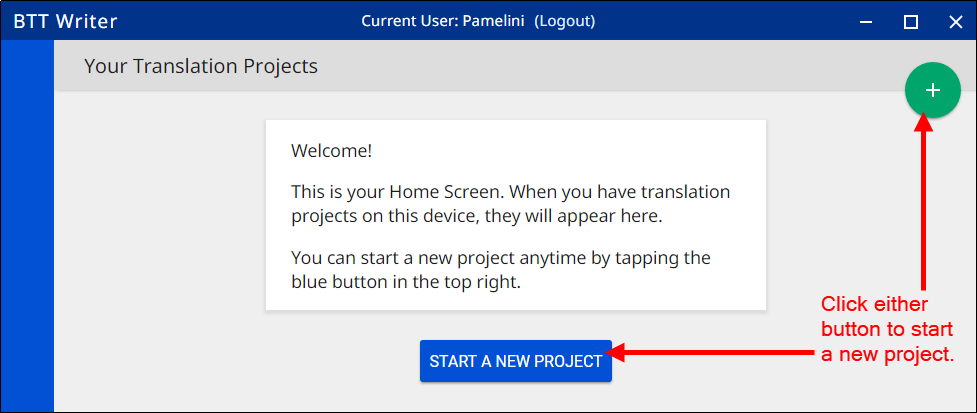 BTT Writer
Current User: Pamelini (Logout)
Your Translation Projects
+
Welcome!
This is your Home Screen. When you have translation
projects on this device, they will appear here.
You can start a new project anytime by tapping the
blue button in the top right.
Click either
button to start
a new project.
START A NEW PROJECT